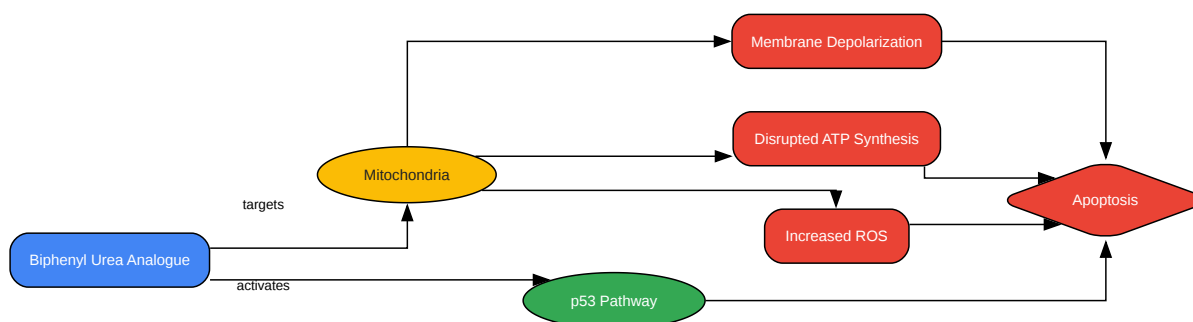 Membrane Depolarization
Disrupted ATP Synthesis
Mitochondria
Apoptosis
targets
Increased ROS
Biphenyl Urea Analogue
activates
p53 Pathway